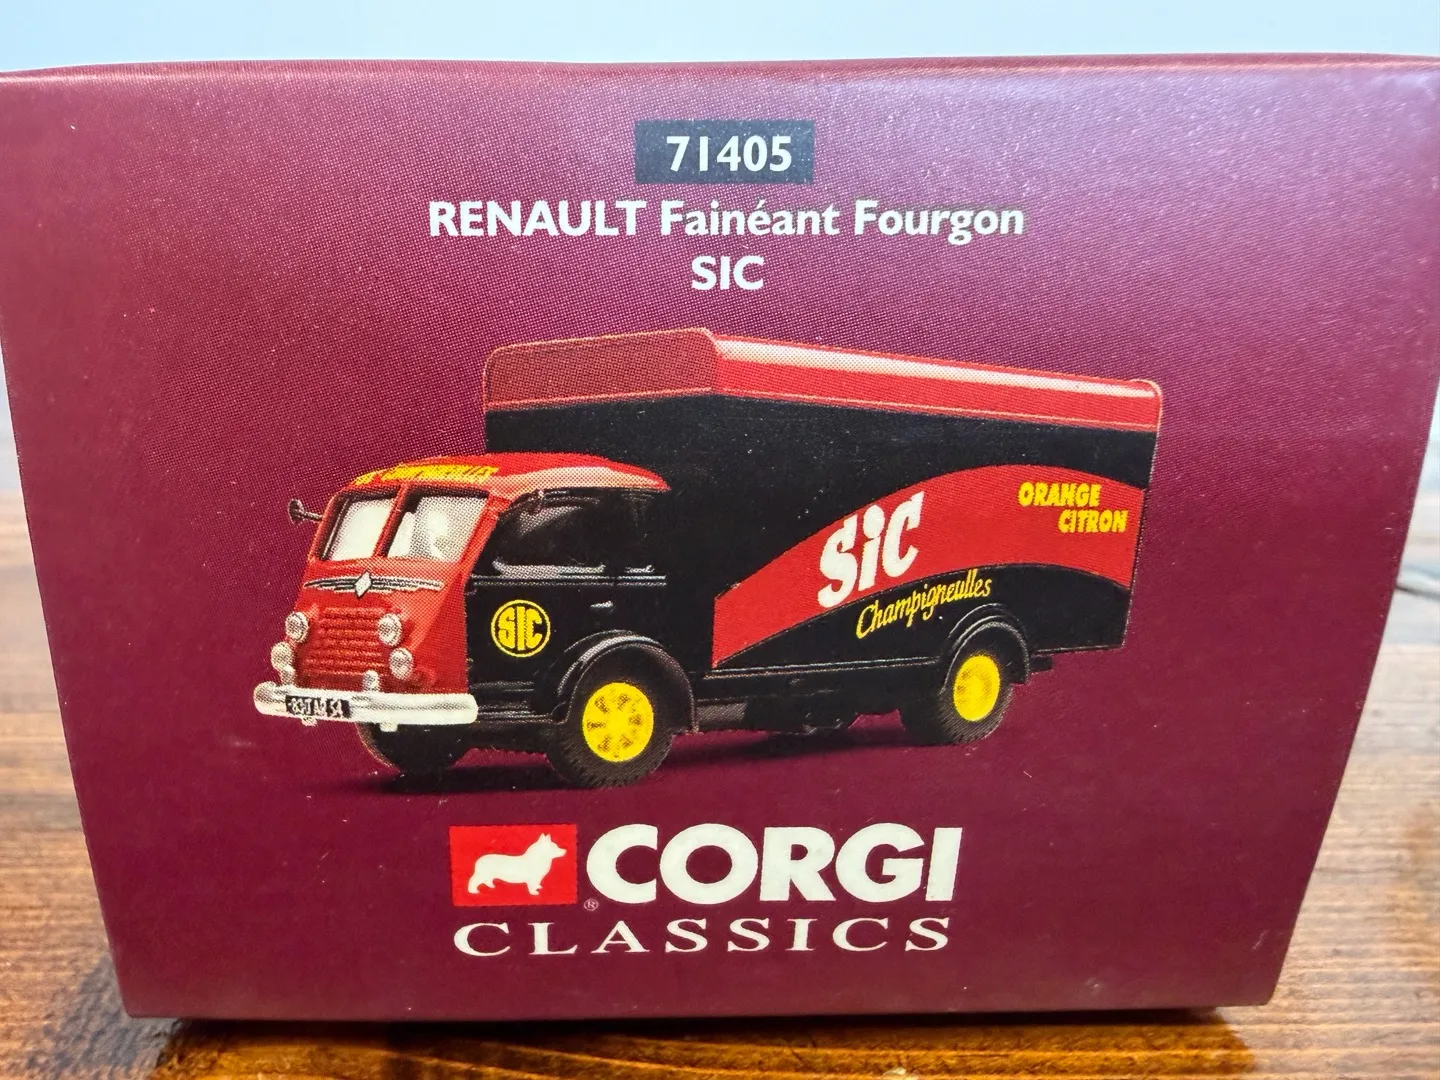 71405
RENAULT Fainéant Fourgon
SIC
ORANGE
CITRON
SiC
Champigneulles
SIC
CORGI
®
CLASSICS